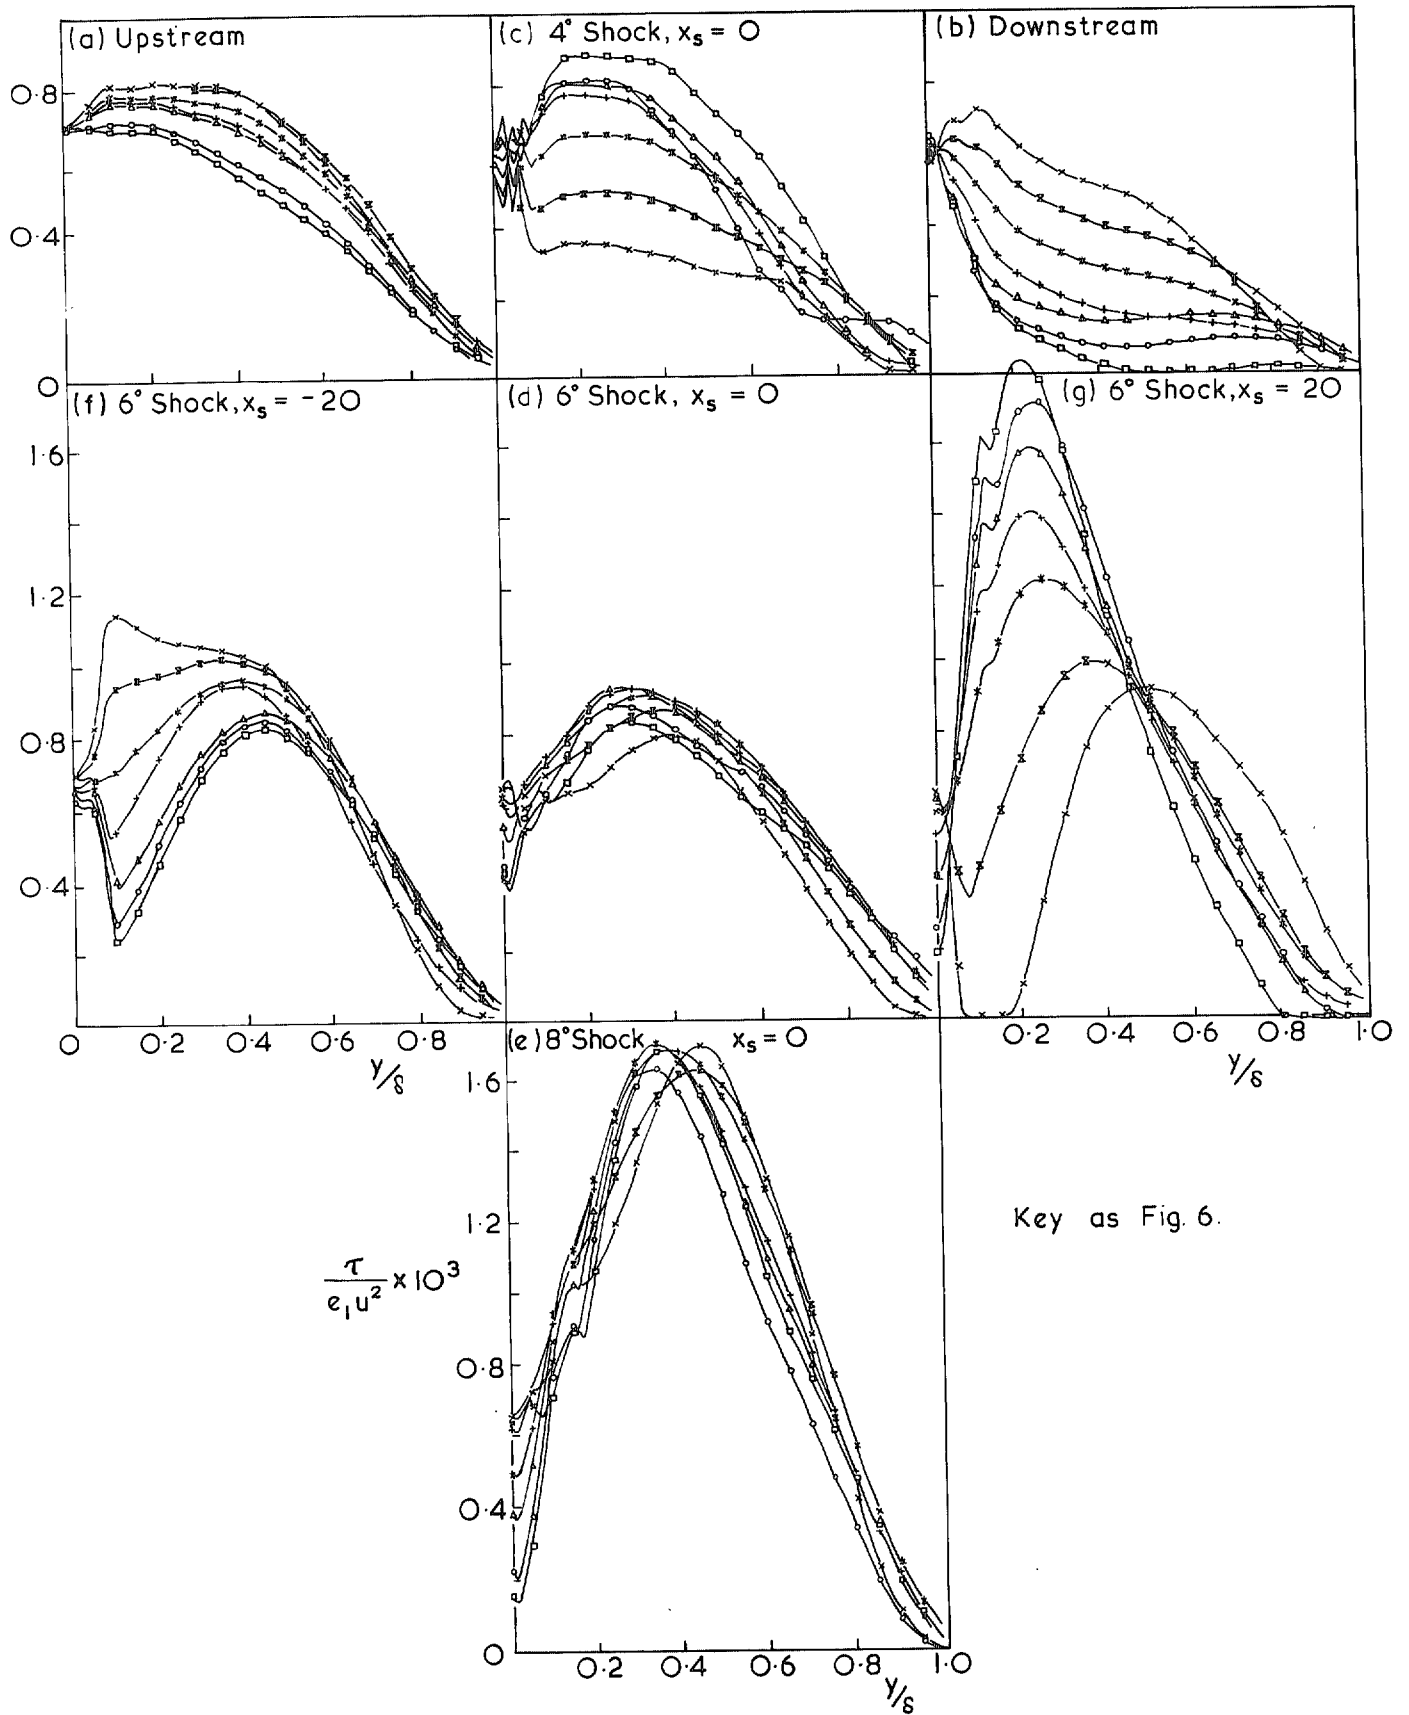 (a) Upstream
(c) 4° Shock, xs = 0
(b) Downstream
0·8
0·4
0
(f) 6° Shock, xs = -20
(d) 6° Shock, xs = 0
(g) 6° Shock, xs = 20
1·6
1·2
0·8
0·4
0 0·2 0·4 0·6 0·8
y/δ
0·2 0·4 0·6 0·8 1·0
y/δ
(e) 8° Shock xs = 0
1·6
1·2
0·8
0·4
0
τ/e₁u² × 10³
Key as Fig. 6.
0·2 0·4 0·6 0·8 1·0
y/δ